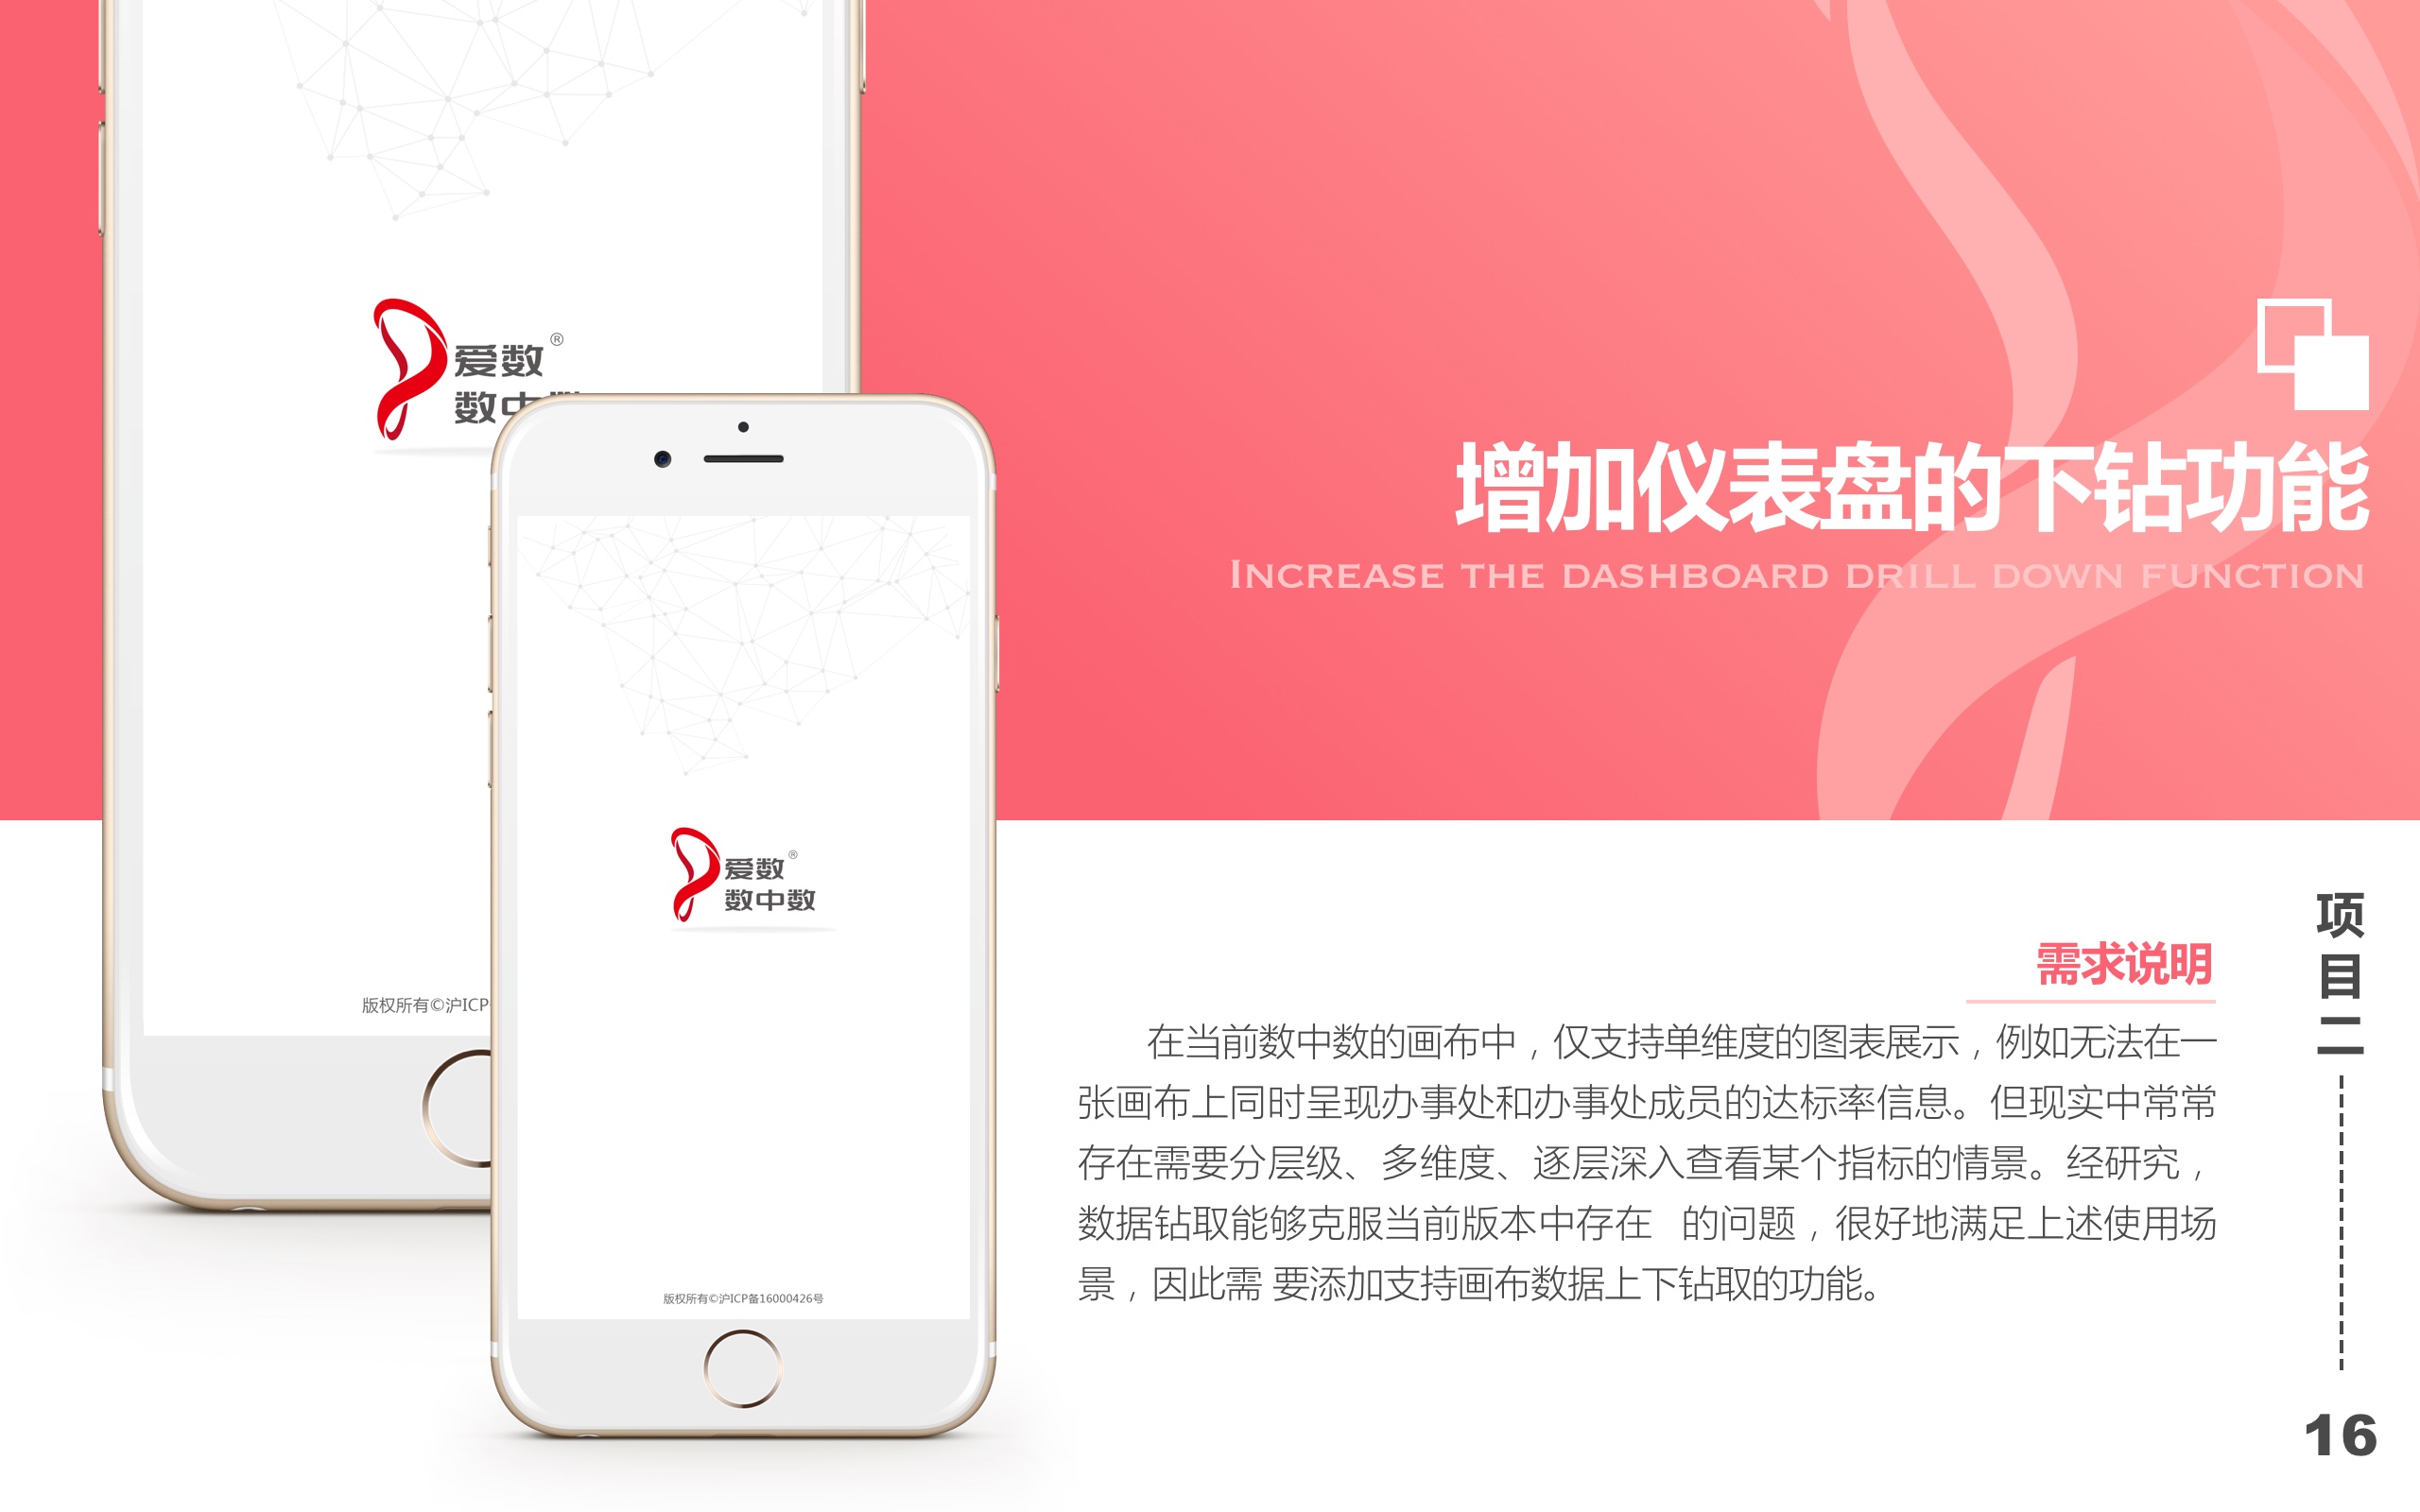 爱数®
数中
版权所有©沪ICP
爱数®
数中数
版权所有©沪ICP备16000426号
增加仪表盘的下钻功能
INCREASE THE DASHBOARD DRILL DOWN FUNCTION
项目二
需求说明
在当前数中数的画布中，仅支持单维度的图表展示，例如无法在一
张画布上同时呈现办事处和办事处成员的达标率信息。但现实中常常
存在需要分层级、多维度、逐层深入查看某个指标的情景。经研究，
数据钻取能够克服当前版本中存在 的问题，很好地满足上述使用场
景，因此需 要添加支持画布数据上下钻取的功能。
16